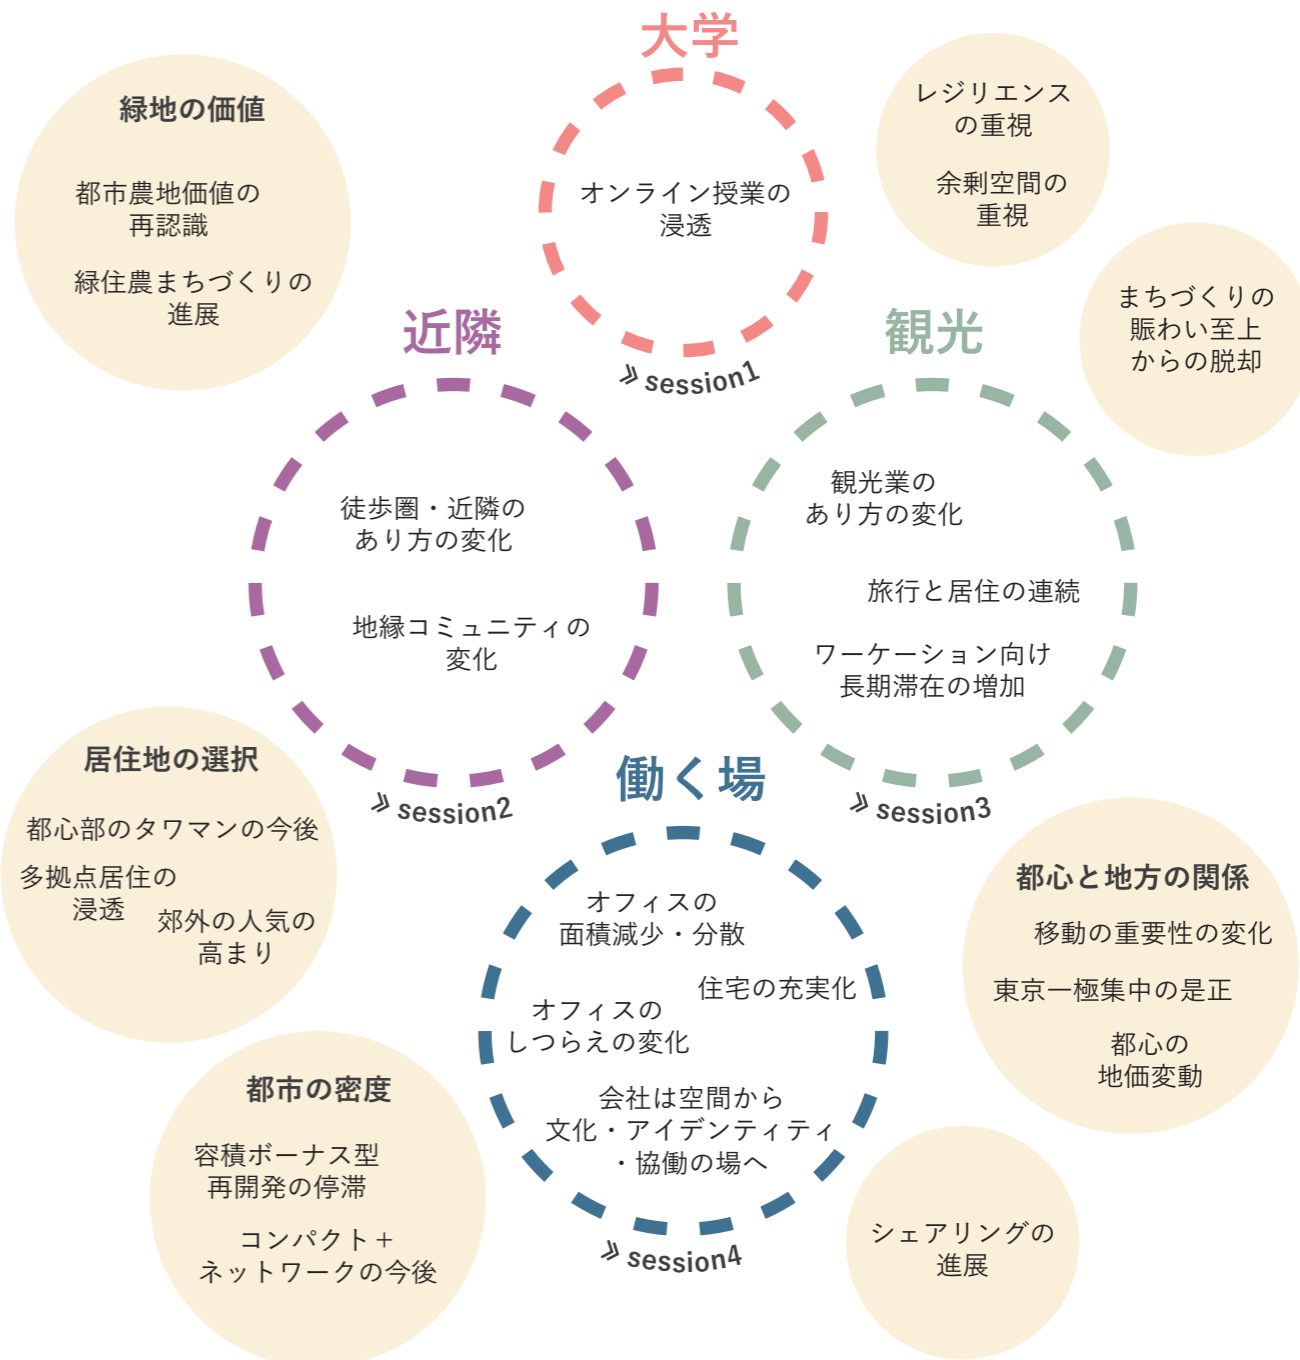 大学
オンライン授業の
浸透
» session1
緑地の価値
都市農地価値の
再認識
緑住農まちづくりの
進展
レジリエンス
の重視
余剰空間の
重視
まちづくりの
賑わい至上
からの脱却
近隣
徒歩圏・近隣の
あり方の変化
地縁コミュニティの
変化
» session2
観光
観光業の
あり方の変化
旅行と居住の連続
ワーケーション向け
長期滞在の増加
» session3
居住地の選択
都心部のタワマンの今後
多拠点居住の
浸透
郊外の人気の
高まり
働く場
オフィスの
面積減少・分散
住宅の充実化
オフィスの
しつらえの変化
会社は空間から
文化・アイデンティティ
・協働の場へ
» session4
都心と地方の関係
移動の重要性の変化
東京一極集中の是正
都心の
地価変動
都市の密度
容積ボーナス型
再開発の停滞
コンパクト＋
ネットワークの今後
シェアリングの
進展